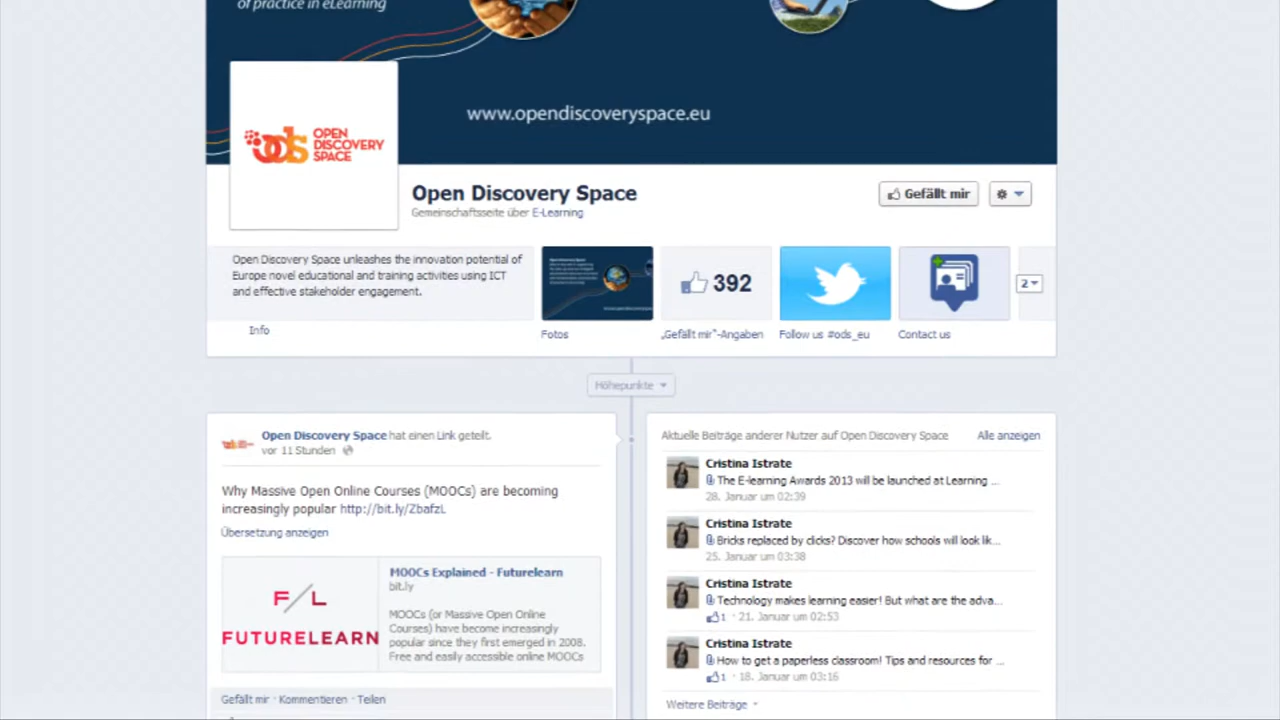 of practice in eLearning
www.opendiscoveryspace.eu
ods OPEN
DISCOVERY
SPACE
Open Discovery Space
Gefällt mir
Gemeinschaftsseite über E-Learning
Open Discovery Space unleashes the innovation potential of
Europe novel educational and training activities using ICT
and effective stakeholder engagement.
Info
392
2
Fotos
„Gefällt mir"-Angaben
Follow us #ods_eu
Contact us
Höhepunkte
Open Discovery Space hat einen Link geteilt.
vor 11 Stunden
Why Massive Open Online Courses (MOOCs) are becoming
increasingly popular http://bit.ly/ZbafzL
Übersetzung anzeigen
F/L
FUTURELEARN
MOOCs Explained - Futurelearn
bit.ly
MOOCs (or Massive Open Online
Courses) have become increasingly
popular since they first emerged in 2008.
Free and easily accessible online MOOCs
Gefällt mir · Kommentieren · Teilen
Aktuelle Beiträge anderer Nutzer auf Open Discovery Space
Alle anzeigen
Cristina Istrate
The E-learning Awards 2013 will be launched at Learning ...
28. Januar um 02:39
Cristina Istrate
Bricks replaced by clicks? Discover how schools will look lik...
25. Januar um 03:38
Cristina Istrate
Technology makes learning easier! But what are the adva...
1 · 21. Januar um 02:53
Cristina Istrate
How to get a paperless classroom! Tips and resources for ...
1 · 18. Januar um 03:16
Weitere Beiträge